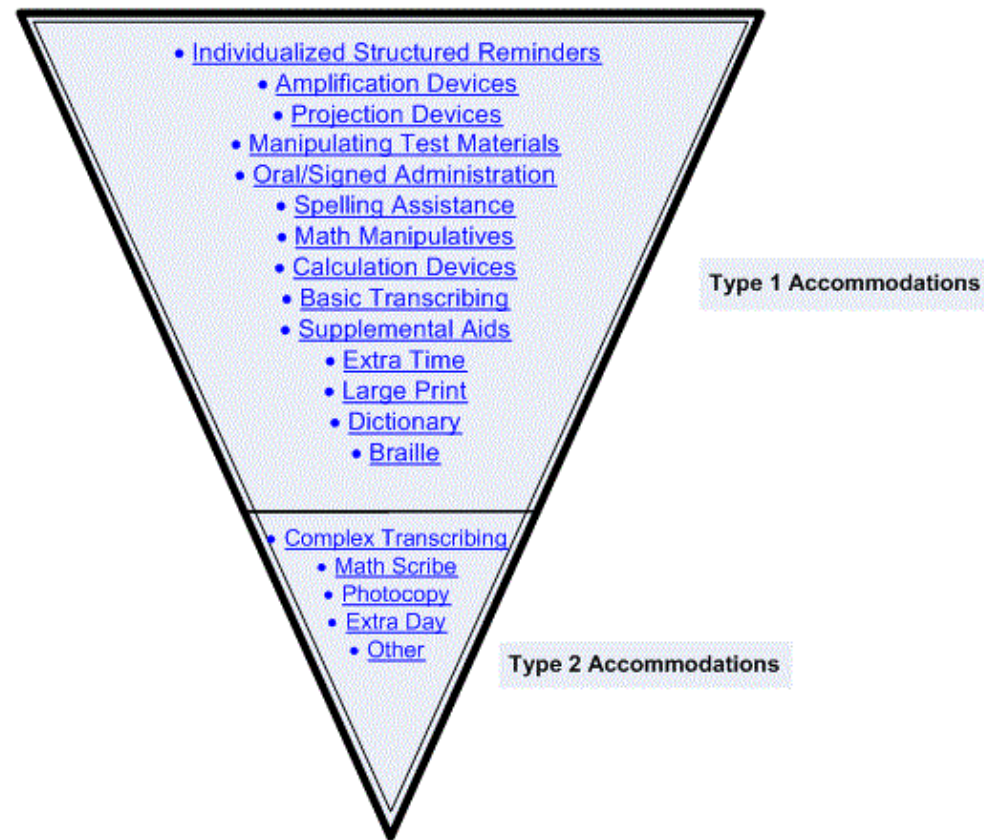 • Individualized Structured Reminders
• Amplification Devices
• Projection Devices
• Manipulating Test Materials
• Oral/Signed Administration
• Spelling Assistance
• Math Manipulatives
• Calculation Devices
• Basic Transcribing
• Supplemental Aids
• Extra Time
• Large Print
• Dictionary
• Braille
Type 1 Accommodations
• Complex Transcribing
• Math Scribe
• Photocopy
• Extra Day
• Other
Type 2 Accommodations